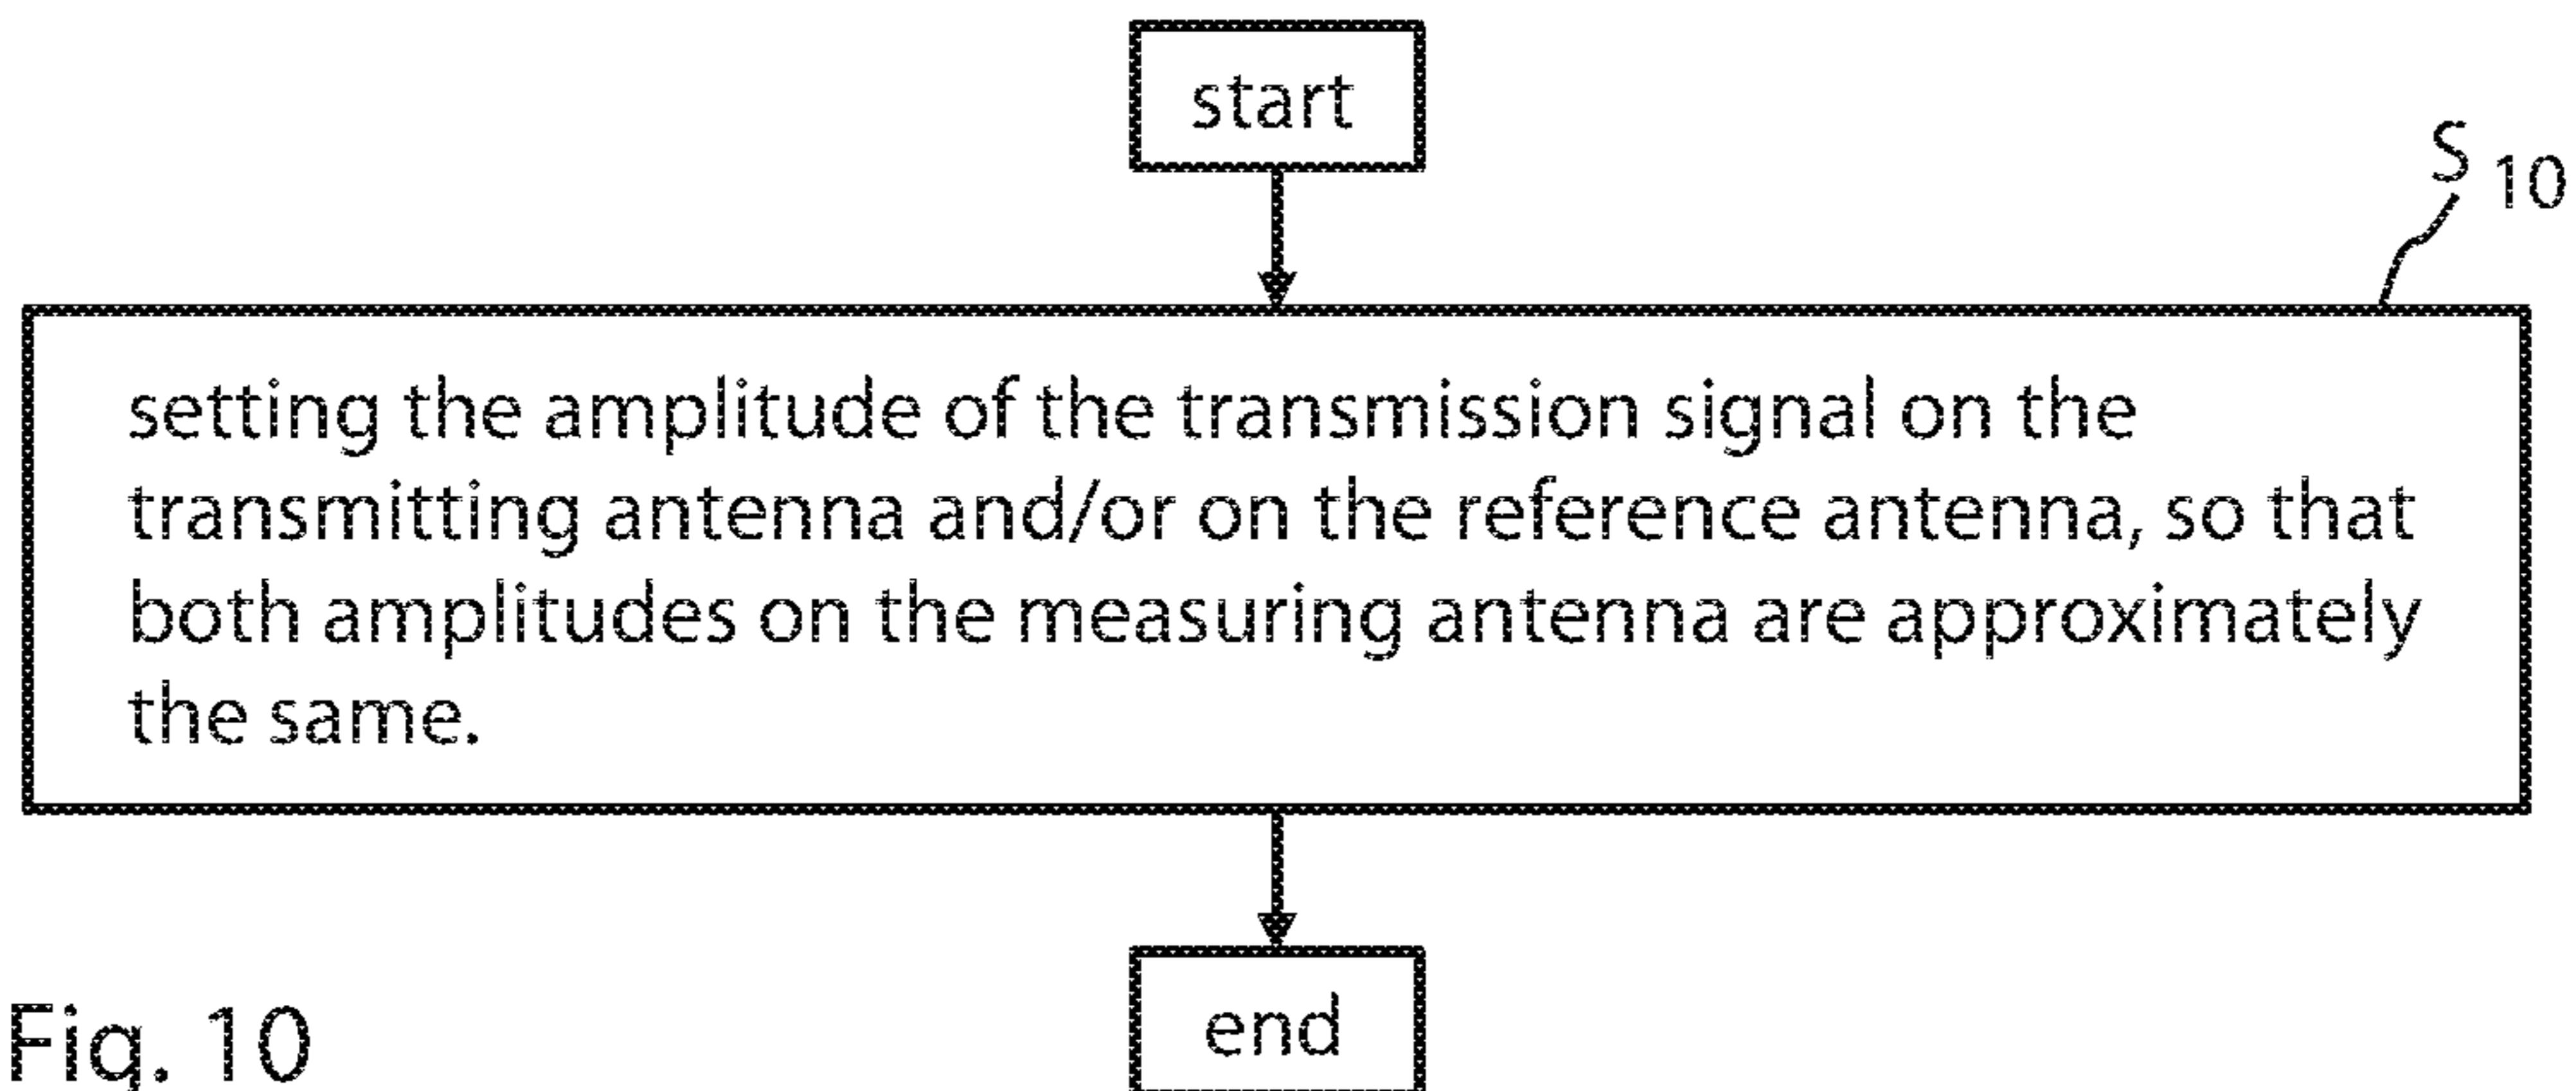 start
S 10
setting the amplitude of the transmission signal on the
transmitting antenna and/or on the reference antenna, so that
both amplitudes on the measuring antenna are approximately
the same.
end
Fig. 10